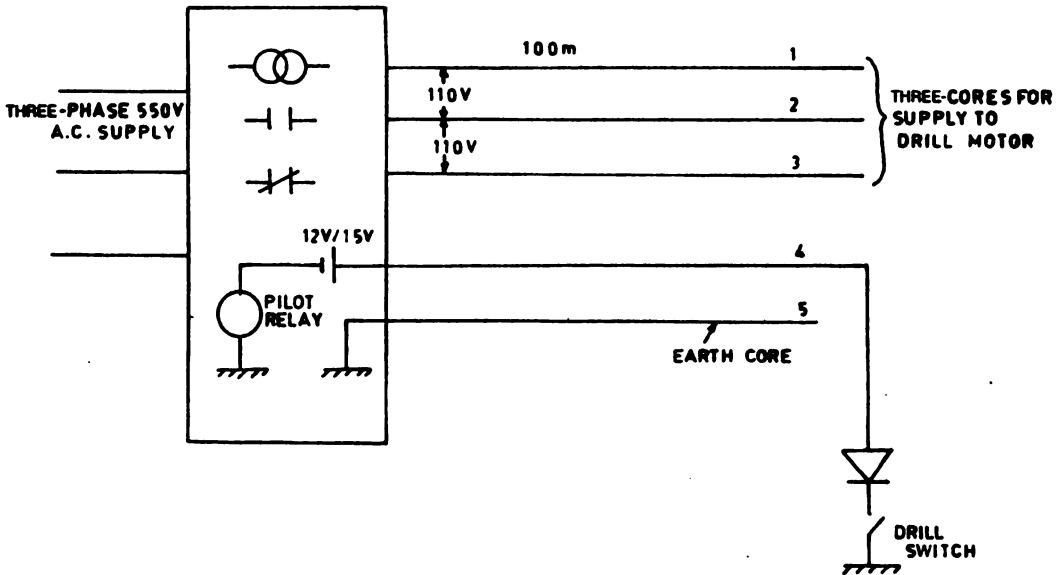 THREE-PHASE 550V
A.C. SUPPLY
100m
1
110V
2
110V
3
THREE-CORES FOR
SUPPLY TO
DRILL MOTOR
12V/15V
4
PILOT
RELAY
5
EARTH CORE
DRILL
SWITCH